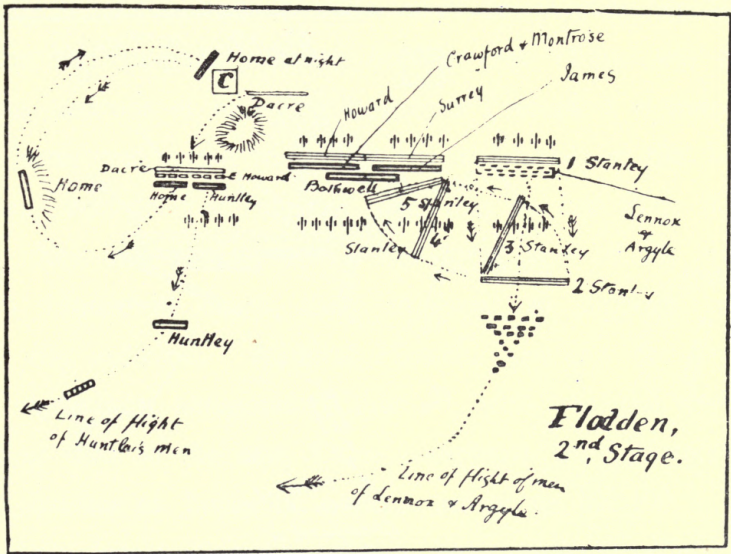 Crawford & Montrose
Home at night
C
James
Dacre
Howard
Surrey
Dacre
E Howard
1 Stanley
Home
Home
Huntley
Bothwell
5 Stanley
Lennox
&
Argyle
Stanley
4
3 Stanley
2 Stanley
Huntley
Flodden,
2nd Stage.
Line of flight
of Huntley's men
Line of flight of men
of Lennox & Argyle.